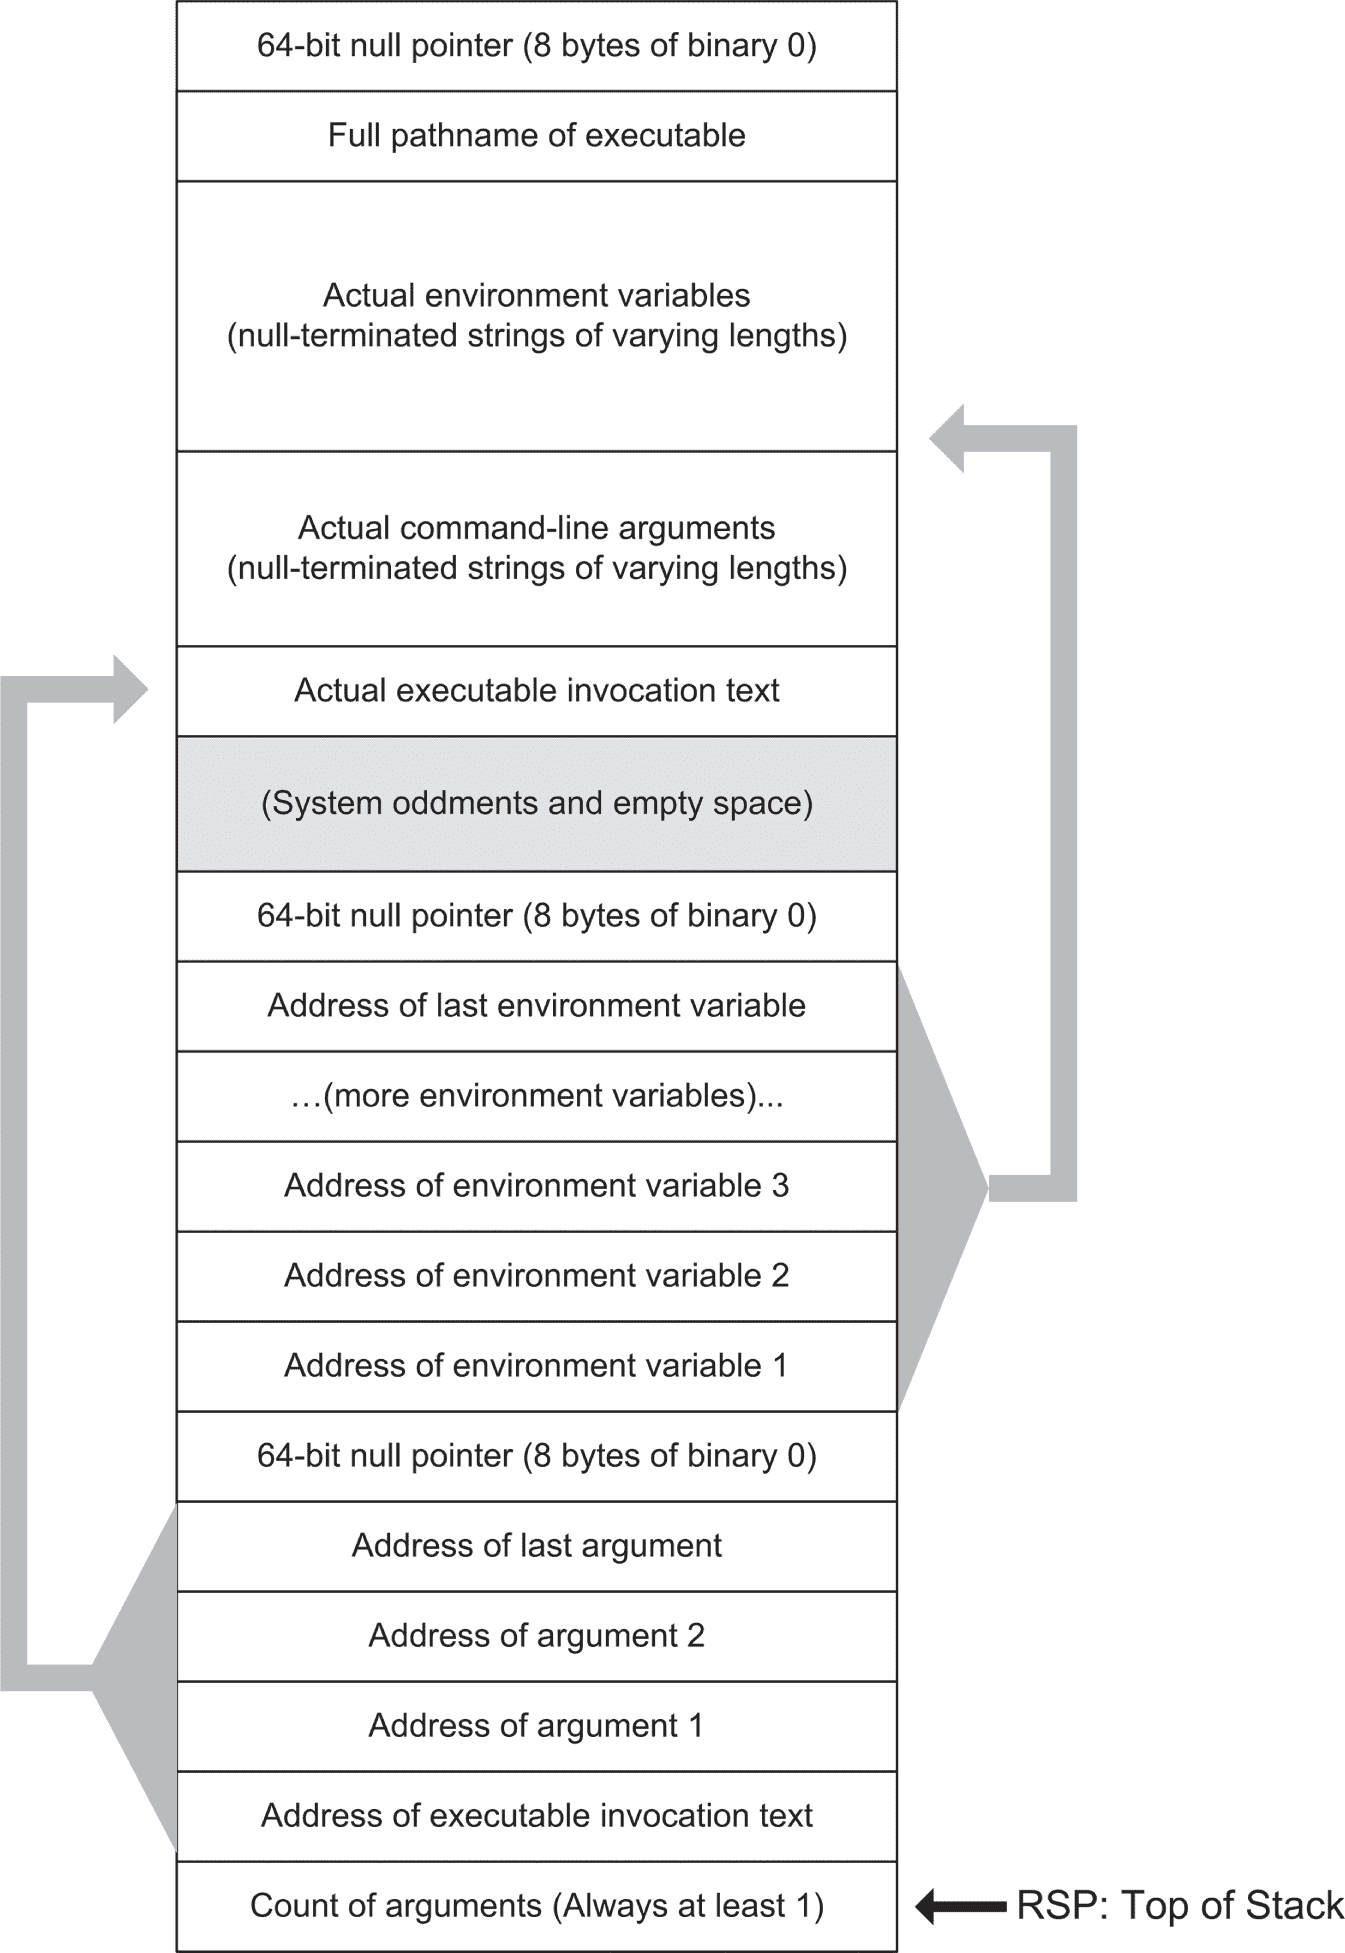 64-bit null pointer (8 bytes of binary 0)
Full pathname of executable
Actual environment variables
(null-terminated strings of varying lengths)
Actual command-line arguments
(null-terminated strings of varying lengths)
Actual executable invocation text
(System oddments and empty space)
64-bit null pointer (8 bytes of binary 0)
Address of last environment variable
…(more environment variables)...
Address of environment variable 3
Address of environment variable 2
Address of environment variable 1
64-bit null pointer (8 bytes of binary 0)
Address of last argument
Address of argument 2
Address of argument 1
Address of executable invocation text
Count of arguments (Always at least 1)
RSP: Top of Stack